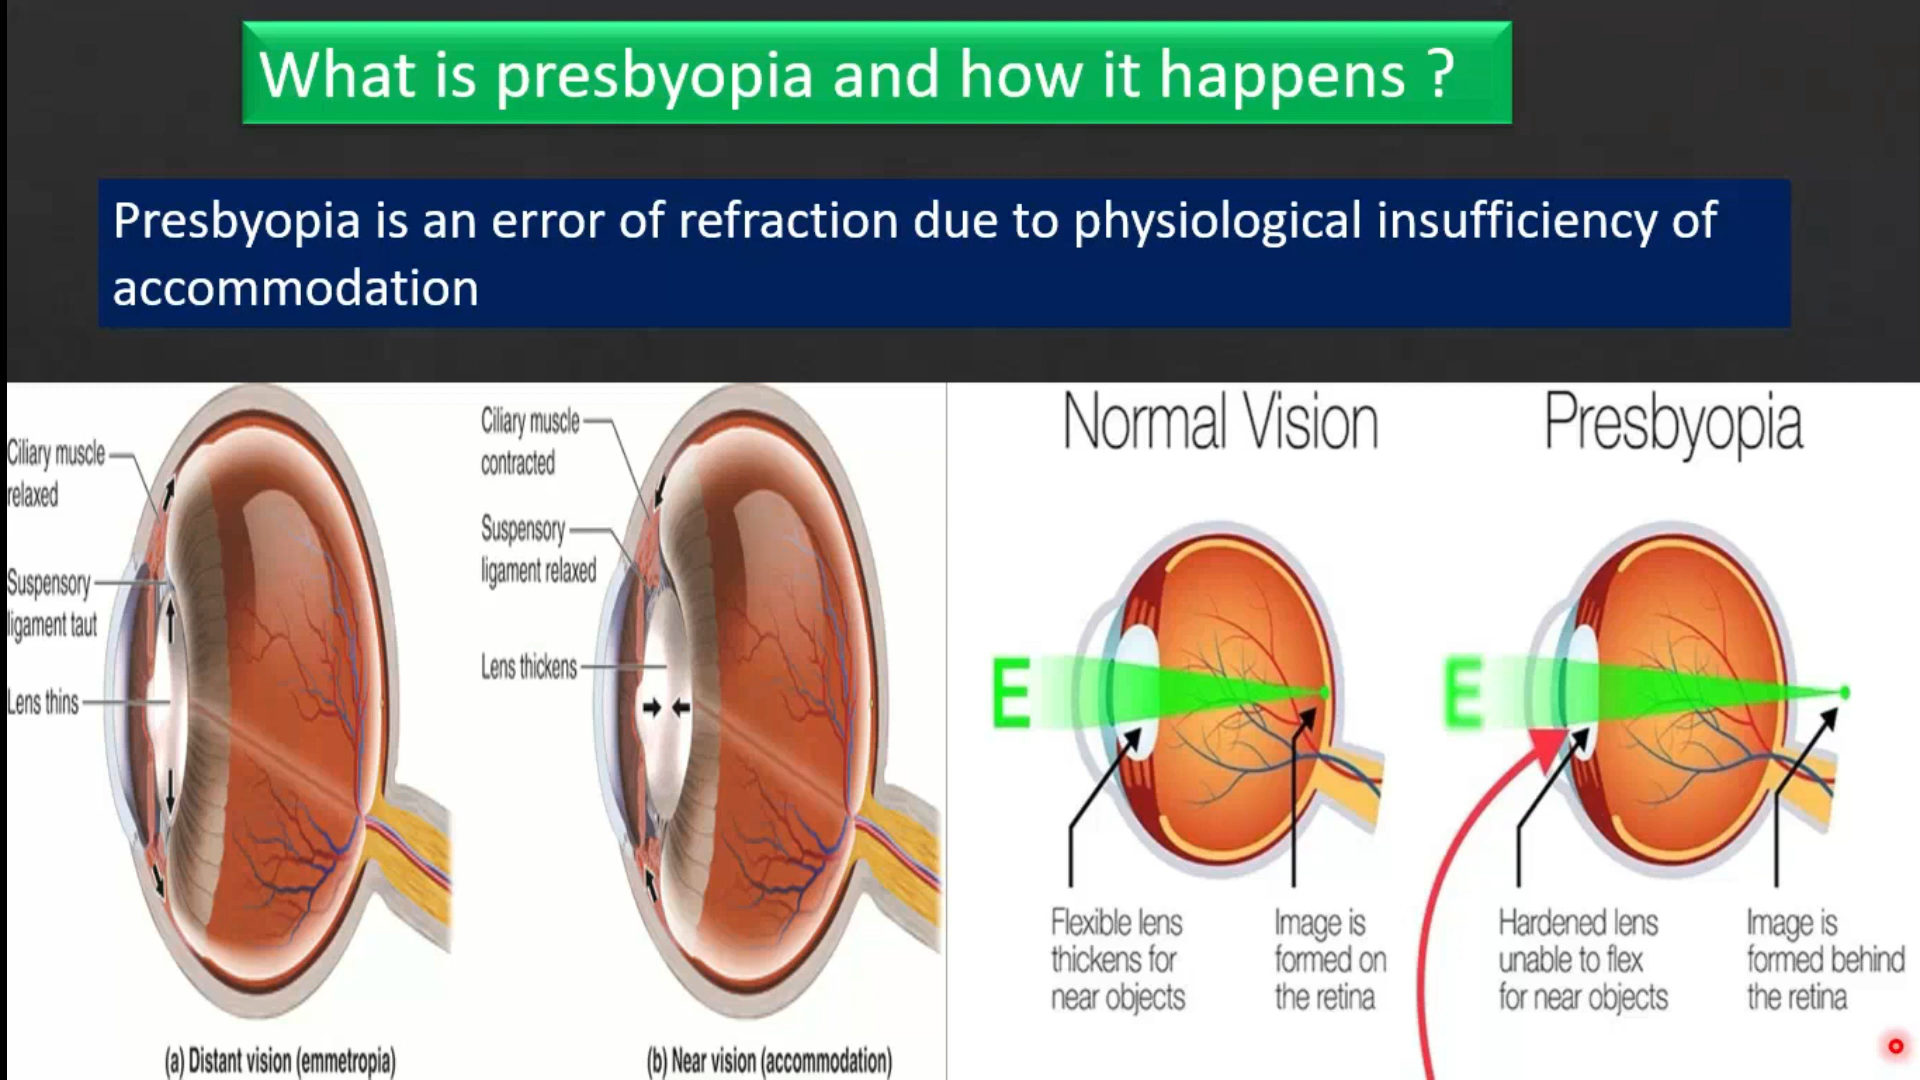 What is presbyopia and how it happens ?
Presbyopia is an error of refraction due to physiological insufficiency of
accommodation
Ciliary muscle
relaxed
Suspensory
ligament taut
Lens thins
(a) Distant vision (emmetropia)
Ciliary muscle
contracted
Suspensory
ligament relaxed
Lens thickens
(b) Near vision (accommodation)
Normal Vision
E
Flexible lens
thickens for
near objects
Image is
formed on
the retina
Presbyopia
E
Hardened lens
unable to flex
for near objects
Image is
formed behind
the retina